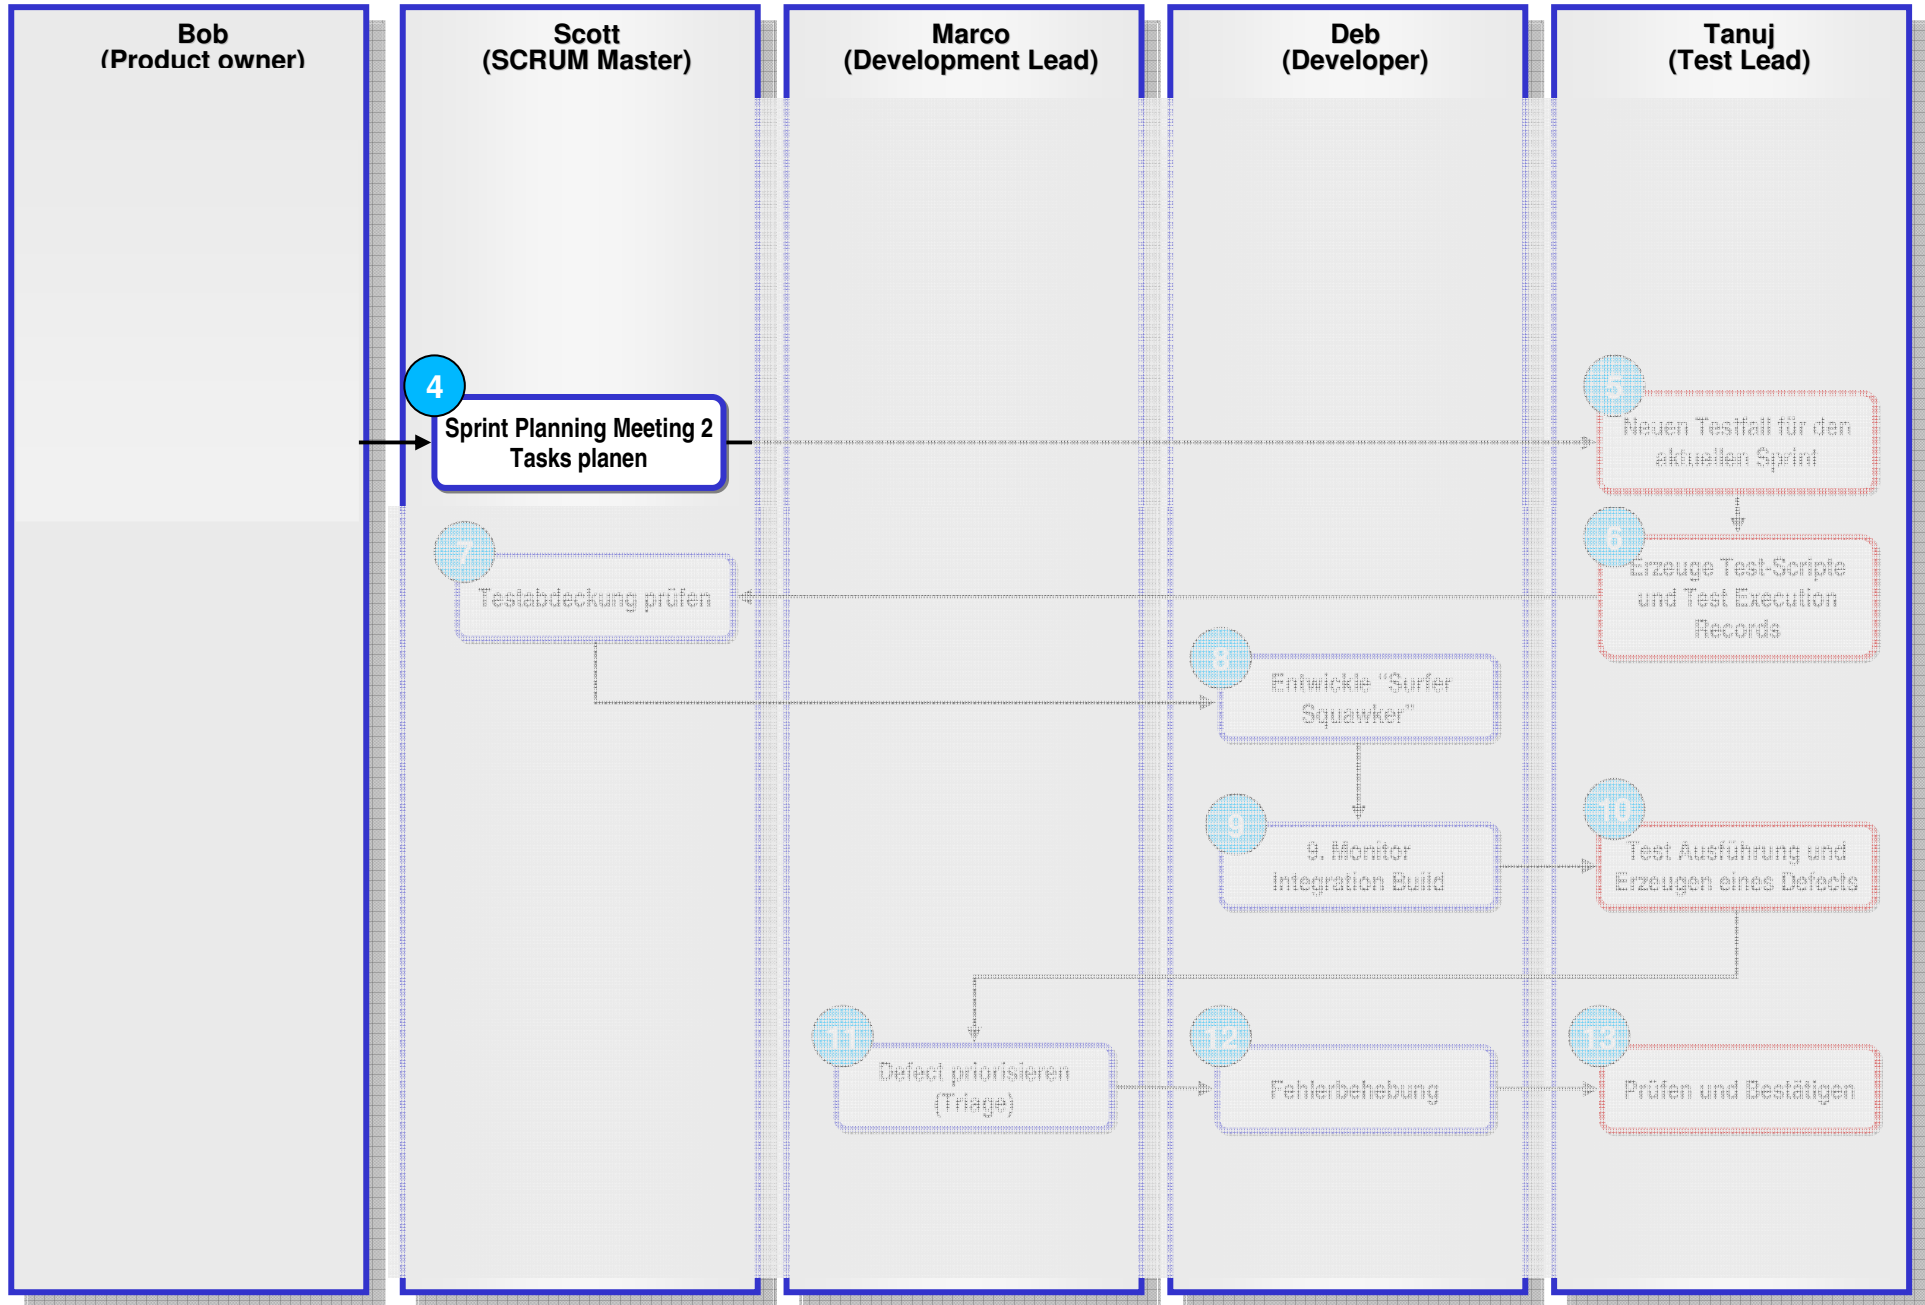 Bob
(Product owner)
Scott
(SCRUM Master)
Marco
(Development Lead)
Deb
(Developer)
Tanuj
(Test Lead)
4
Sprint Planning Meeting 2
Tasks planen
5
Neuen Testfall für den
aktuellen Sprint
6
Erzeuge Test-Scripte
und Test Execution
Records
7
Testabdeckung prüfen
8
Entwickle “Surfer
Squawker”
9
9. Monitor
Integration Build
10
Test Ausführung und
Erzeugen eines Defects
11
Defect priorisieren
(Triage)
12
Fehlerbehebung
13
Prüfen und Bestätigen